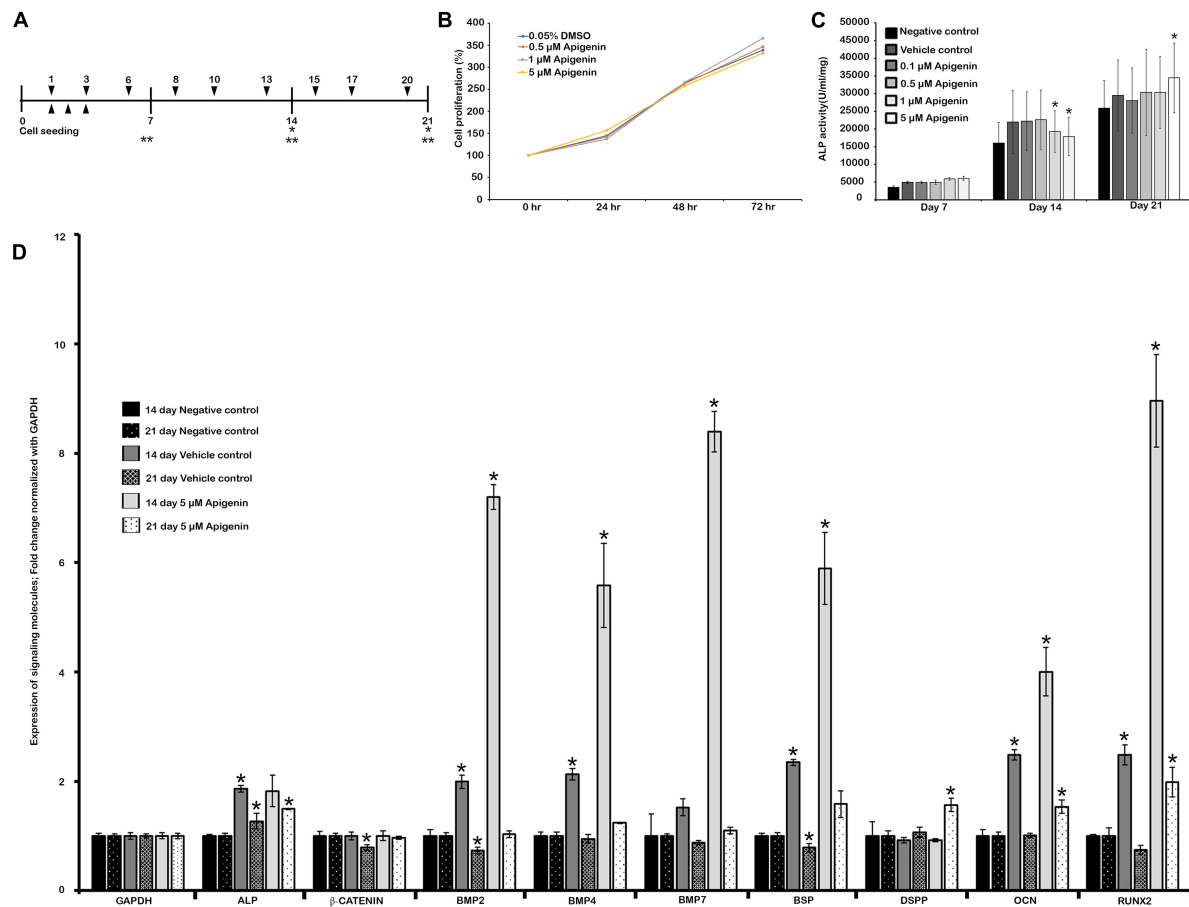 A
1 3 6 8 10 13 15 17 20
0 7 14 21
Cell seeding * *
** ** **
B
Cell proliferation (%)
400
350
300
250
200
150
100
50
0
0.05% DMSO
0.5 µM Apigenin
1 µM Apigenin
5 µM Apigenin
0 hr 24 hr 48 hr 72 hr
C
ALP activity(U/ml/mg)
50000
45000
40000
35000
30000
25000
20000
15000
10000
5000
0
Negative control
Vehicle control
0.1 µM Apigenin
0.5 µM Apigenin
1 µM Apigenin
5 µM Apigenin
* * *
Day 7 Day 14 Day 21
D
Expression of signaling molecules; Fold change normalized with GAPDH
12
10
8
6
4
2
0
14 day Negative control
21 day Negative control
14 day Vehicle control
21 day Vehicle control
14 day 5 µM Apigenin
21 day 5 µM Apigenin
* * * * * * * * * * * * * * * * * * * *
GAPDH ALP β-CATENIN BMP2 BMP4 BMP7 BSP DSPP OCN RUNX2